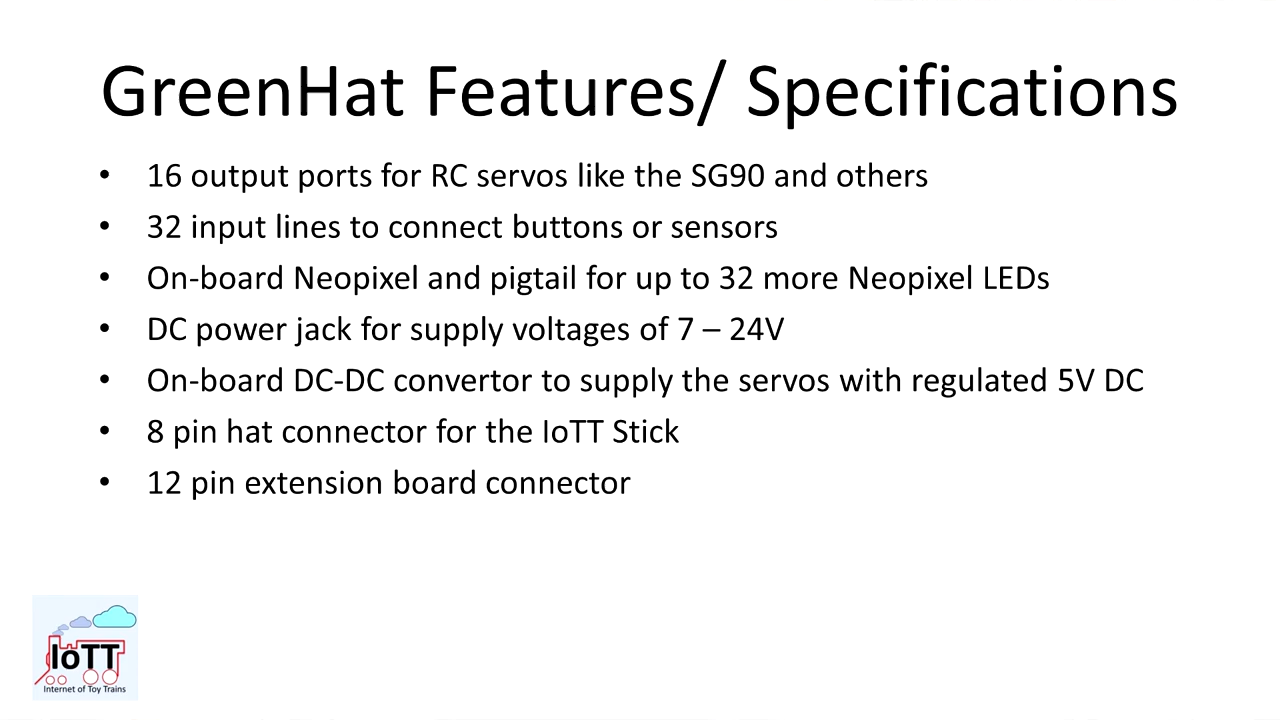 GreenHat Features/ Specifications
• 16 output ports for RC servos like the SG90 and others
• 32 input lines to connect buttons or sensors
• On-board Neopixel and pigtail for up to 32 more Neopixel LEDs
• DC power jack for supply voltages of 7 – 24V
• On-board DC-DC convertor to supply the servos with regulated 5V DC
• 8 pin hat connector for the IoTT Stick
• 12 pin extension board connector
IoTT
Internet of Toy Trains